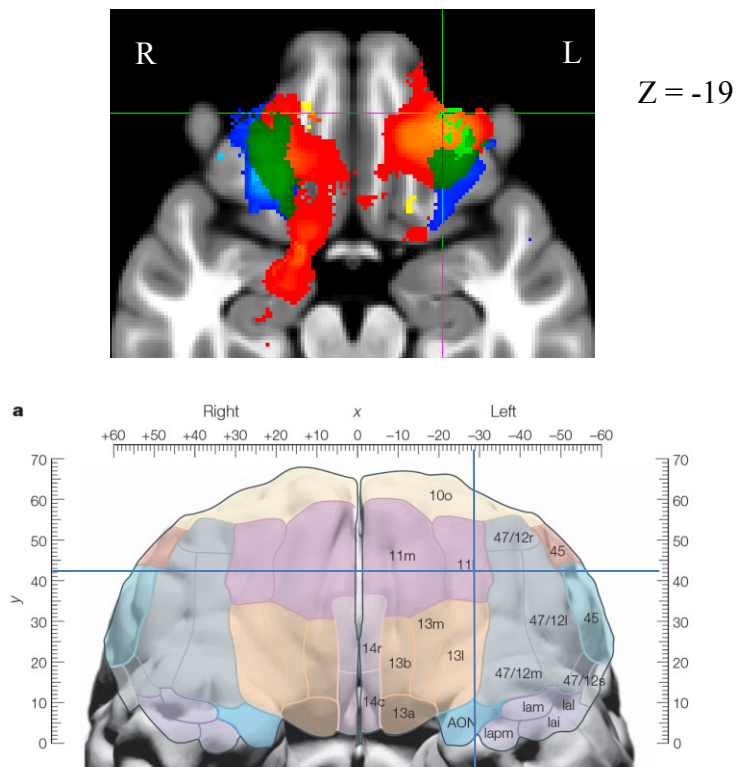 R L
Z = -19
a Right x Left
+60 +50 +40 +30 +20 +10 0 −10 −20 −30 −40 −50 −60
70 70
60 60
10o
50 50
47/12r 45
11m 11l
40 40
y
30 30
13m 47/12l 45
14r 13l
20 20
13b
47/12m 47/12s
10 14c 13a lam lal 10
AON lai
lapm
0 0